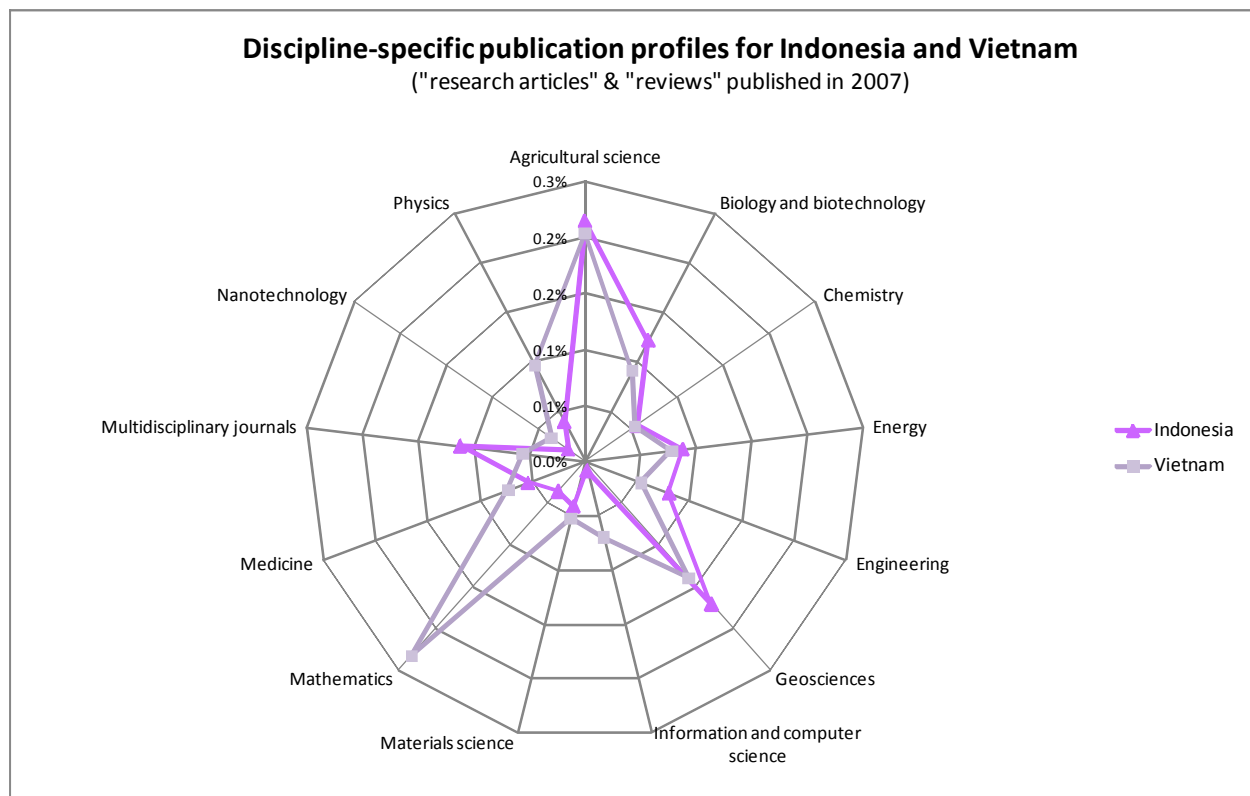 Discipline-specific publication profiles for Indonesia and Vietnam
("research articles" & "reviews" published in 2007)
Agricultural science
0.3%
Physics
Biology and biotechnology
0.2%
Nanotechnology
0.2%
Chemistry
0.1%
Multidisciplinary journals
0.1%
Energy
0.0%
Indonesia
Vietnam
Medicine
Engineering
Mathematics
Geosciences
Materials science
Information and computer
science